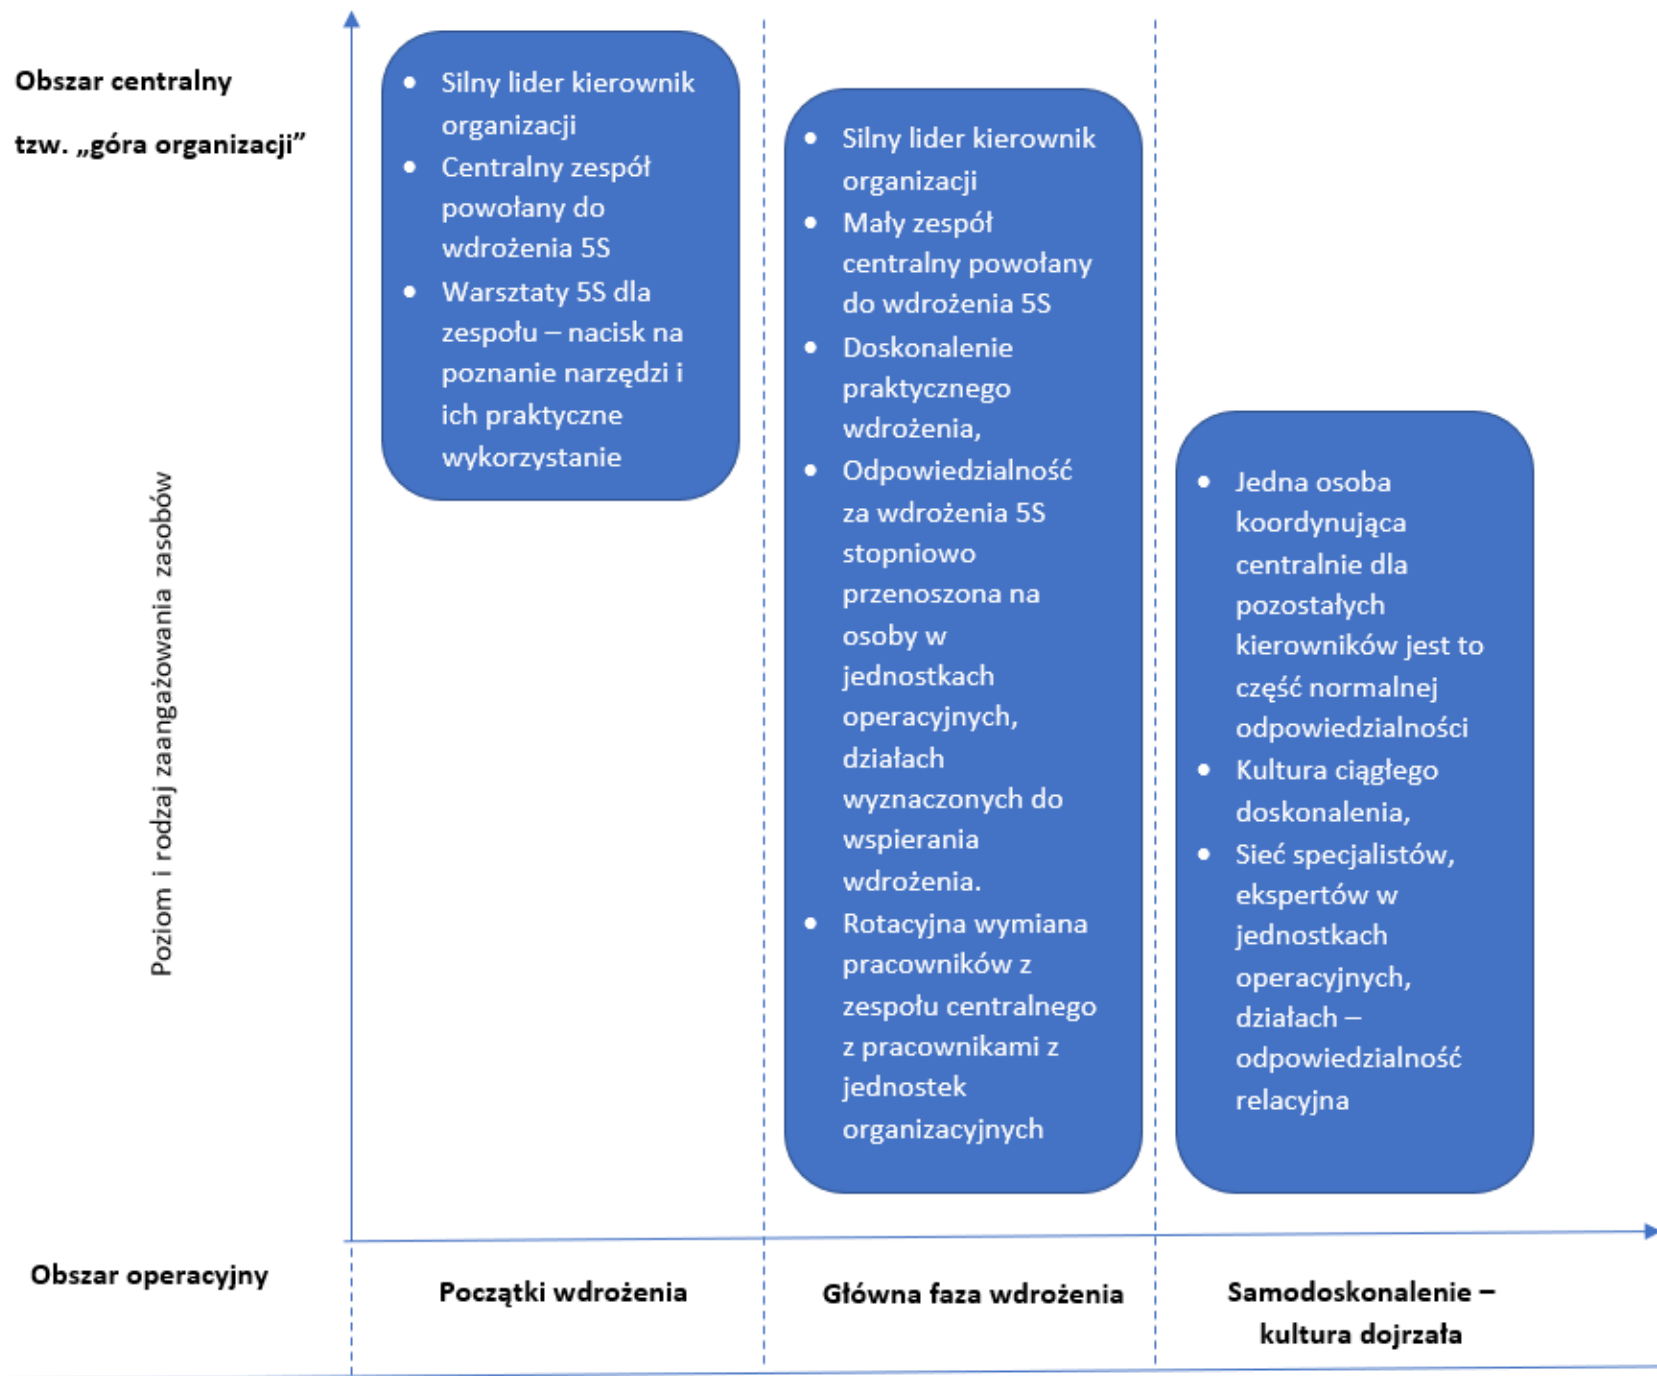 Obszar centralny
tzw. „góra organizacji”
Poziom i rodzaj zaangażowania zasobów
• Silny lider kierownik
organizacji
• Centralny zespół
powołany do
wdrożenia 5S
• Warsztaty 5S dla
zespołu – nacisk na
poznanie narzędzi i
ich praktyczne
wykorzystanie
• Silny lider kierownik
organizacji
• Mały zespół
centralny powołany
do wdrożenia 5S
• Doskonalenie
praktycznego
wdrożenia,
• Odpowiedzialność
za wdrożenia 5S
stopniowo
przenoszona na
osoby w
jednostkach
operacyjnych,
działach
wyznaczonych do
wspierania
wdrożenia.
• Rotacyjna wymiana
pracowników z
zespołu centralnego
z pracownikami z
jednostek
organizacyjnych
• Jedna osoba
koordynująca
centralnie dla
pozostałych
kierowników jest to
część normalnej
odpowiedzialności
• Kultura ciągłego
doskonalenia,
• Sieć specjalistów,
ekspertów w
jednostkach
operacyjnych,
działach –
odpowiedzialność
relacyjna
Obszar operacyjny
Początki wdrożenia
Główna faza wdrożenia
Samodoskonalenie –
kultura dojrzała